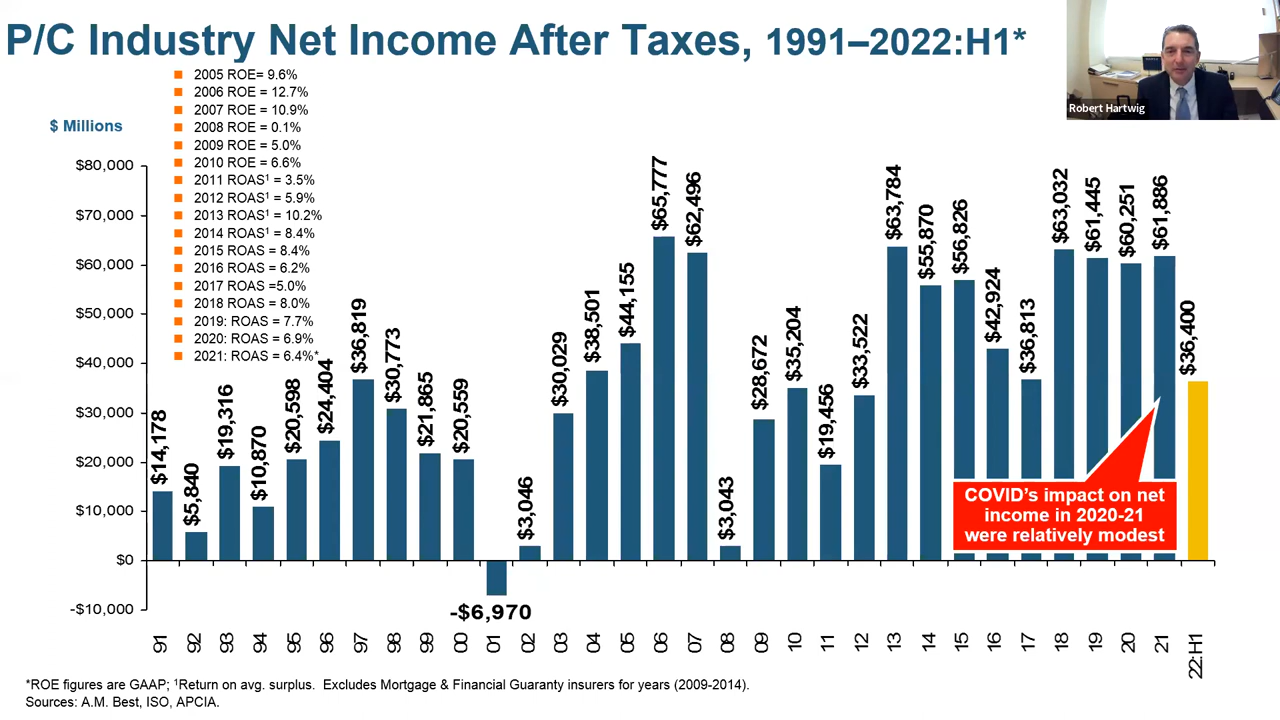 P/C Industry Net Income After Taxes, 1991–2022:H1*
Robert Hartwig
■ 2005 ROE= 9.6%
■ 2006 ROE = 12.7%
■ 2007 ROE = 10.9%
■ 2008 ROE = 0.1%
■ 2009 ROE = 5.0%
■ 2010 ROE = 6.6%
■ 2011 ROAS¹ = 3.5%
■ 2012 ROAS¹ = 5.9%
■ 2013 ROAS¹ = 10.2%
■ 2014 ROAS¹ = 8.4%
■ 2015 ROAS = 8.4%
■ 2016 ROAS = 6.2%
■ 2017 ROAS =5.0%
■ 2018 ROAS = 8.0%
■ 2019: ROAS = 7.7%
■ 2020: ROAS = 6.9%
■ 2021: ROAS = 6.4%*
$ Millions
$80,000
$70,000
$60,000
$50,000
$40,000
$30,000
$20,000
$10,000
$0
-$10,000
$14,178
$5,840
$19,316
$10,870
$20,598
$24,404
$36,819
$30,773
$21,865
$20,559
-$6,970
$3,046
$30,029
$38,501
$44,155
$65,777
$62,496
$3,043
$28,672
$35,204
$19,456
$33,522
$63,784
$55,870
$56,826
$42,924
$36,813
$63,032
$61,445
$60,251
$61,886
$36,400
COVID’s impact on net
income in 2020-21
were relatively modest
91
92
93
94
95
96
97
98
99
00
01
02
03
04
05
06
07
08
09
10
11
12
13
14
15
16
17
18
19
20
21
22:H1
*ROE figures are GAAP; ¹Return on avg. surplus. Excludes Mortgage & Financial Guaranty insurers for years (2009-2014).
Sources: A.M. Best, ISO, APCIA.